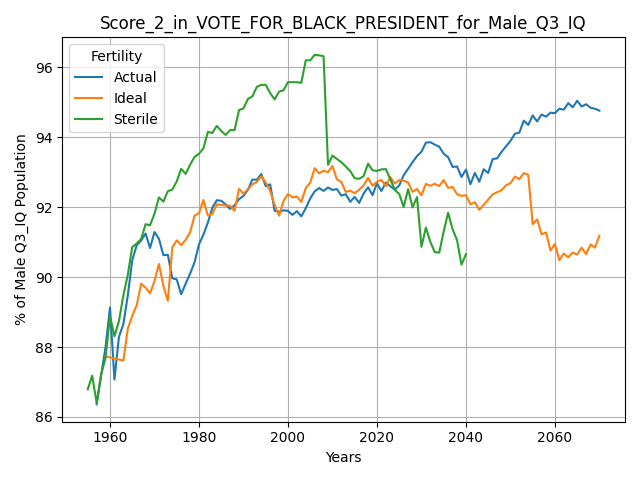 Score_2_in_VOTE_FOR_BLACK_PRESIDENT_for_Male_Q3_IQ
Fertility
Actual
Ideal
Sterile
% of Male Q3_IQ Population
96
94
92
90
88
86
1960 1980 2000 2020 2040 2060
Years